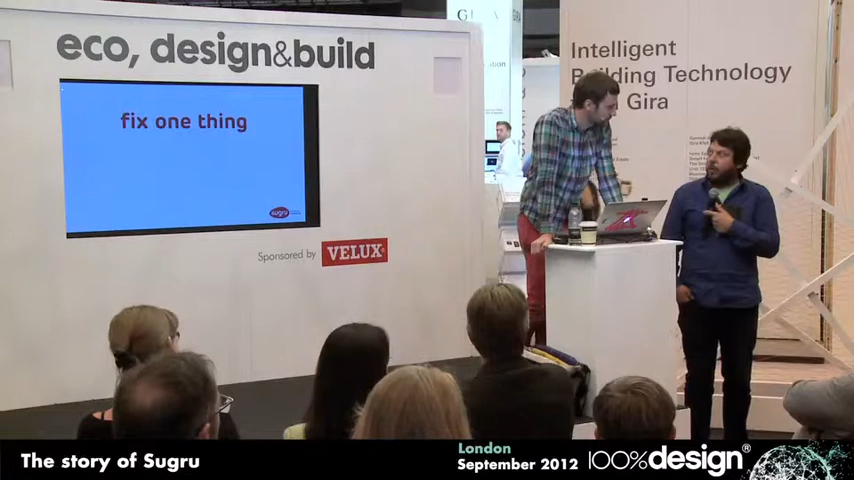 eco, design&build
fix one thing
sugru
Sponsored by VELUX®
Intelligent
Building Technology
Gira
The story of Sugru
London
September 2012
100%design®